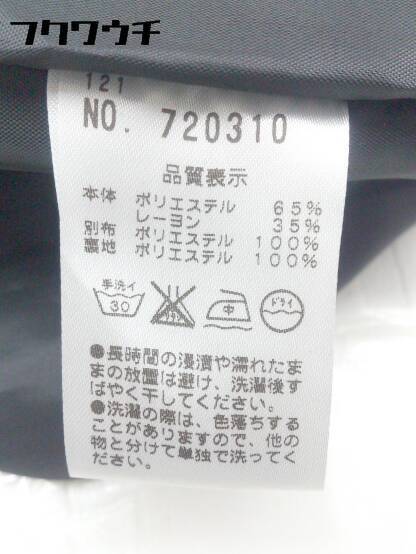 フクワウチ
121
NO. 720310
品質表示
本体 ポリエステル 65%
レーヨン 35%
別布 ポリエステル 100%
裏地 ポリエステル 100%
手洗イ
30
ドライ
●長時間の浸漬や濡れたま
まの放置は避け、洗濯後す
ばやく干してください。
●洗濯の際は、色落ちする
ことがありますので、他の
物と分けて単独で洗ってく
ださい。